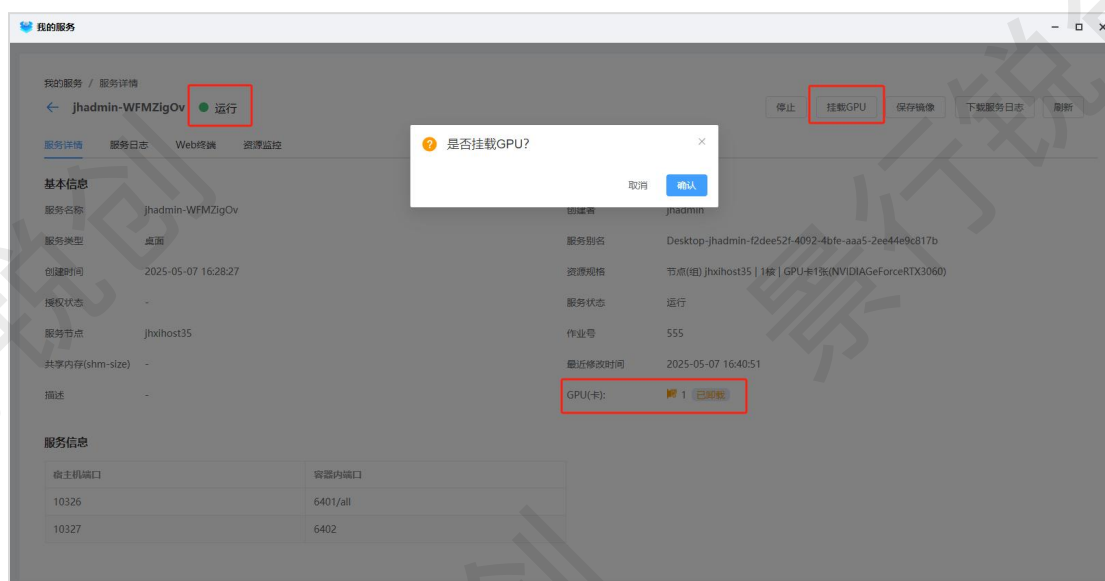 我的服务
我的服务 / 服务详情
← jhadmin-WFMZigOv 运行
停止 挂载GPU 保存镜像 下载服务日志 刷新
服务详情 服务日志 Web终端 资源监控
? 是否挂载GPU?
取消 确认
基本信息
服务名称 jhadmin-WFMZigOv 创建者 jhadmin
服务类型 桌面 服务别名 Desktop-jhadmin-f2dee52f-4092-4bfe-aaa5-2ee44e9c817b
创建时间 2025-05-07 16:28:27 资源规格 节点(组) jhxihost35 | 1核 | GPU卡1张(NVIDIAGeForceRTX3060)
授权状态 - 服务状态 运行
服务节点 jhxihost35 作业号 555
共享内存(shm-size) - 最近修改时间 2025-05-07 16:40:51
描述 - GPU(卡): 1 已卸载
服务信息
宿主机端口 容器内端口
10326 6401/all
10327 6402
景行锐创
锐创
创